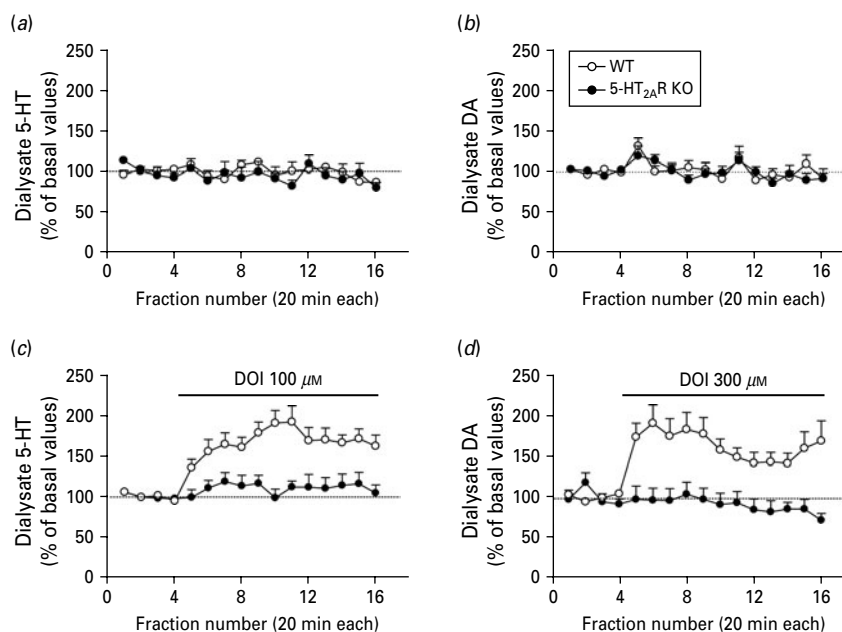 (a)
250
200
150
100
50
0
0 4 8 12 16
Dialysate 5-HT
(% of basal values)
Fraction number (20 min each)
(b)
250
200
150
100
50
0
0 4 8 12 16
WT
5-HT2AR KO
Dialysate DA
(% of basal values)
Fraction number (20 min each)
(c)
DOI 100 μM
250
200
150
100
50
0
0 4 8 12 16
Dialysate 5-HT
(% of basal values)
Fraction number (20 min each)
(d)
DOI 300 μM
250
200
150
100
50
0
0 4 8 12 16
Dialysate DA
(% of basal values)
Fraction number (20 min each)